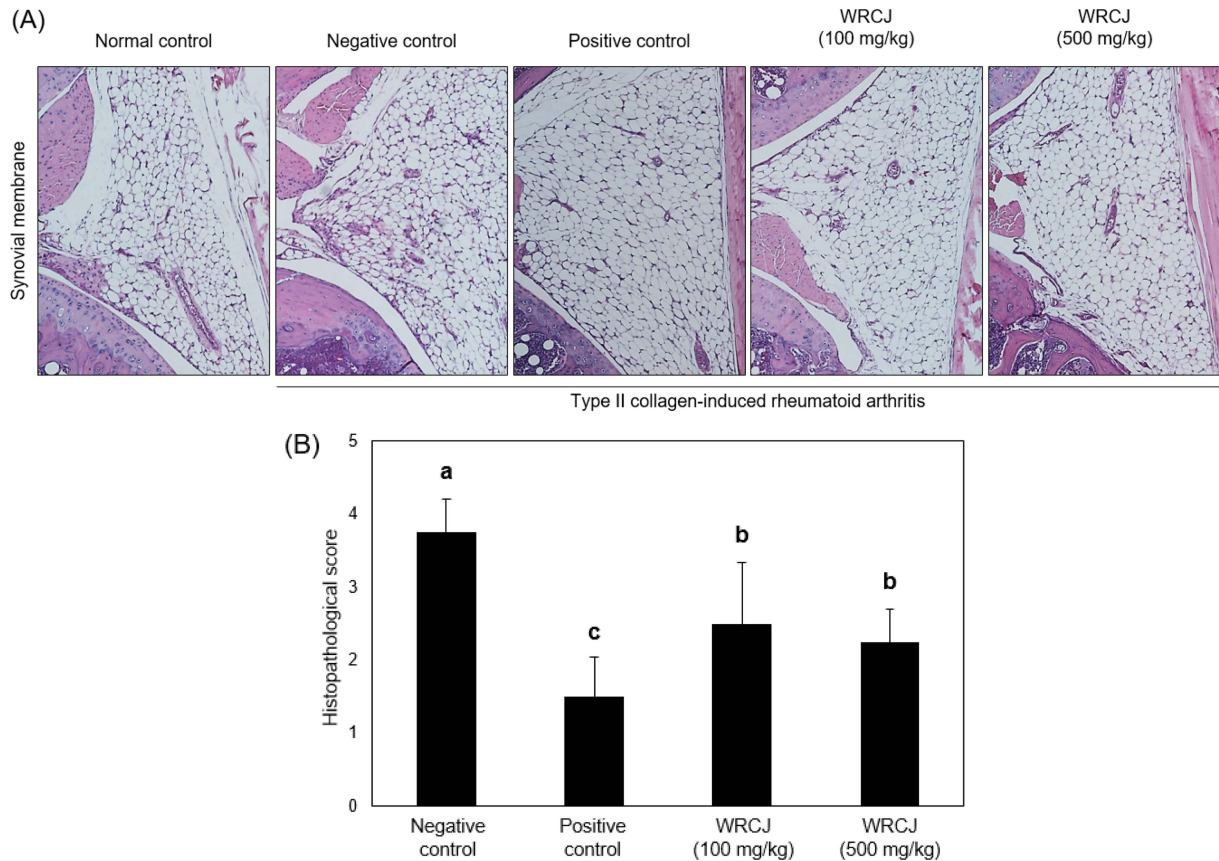 (A)
Normal control
Negative control
Positive control
WRCJ
(100 mg/kg)
WRCJ
(500 mg/kg)
Synovial membrane
Type II collagen-induced rheumatoid arthritis
(B)
Histopathological score
5
4
3
2
1
0
a
c
b
b
Negative
control
Positive
control
WRCJ
(100 mg/kg)
WRCJ
(500 mg/kg)